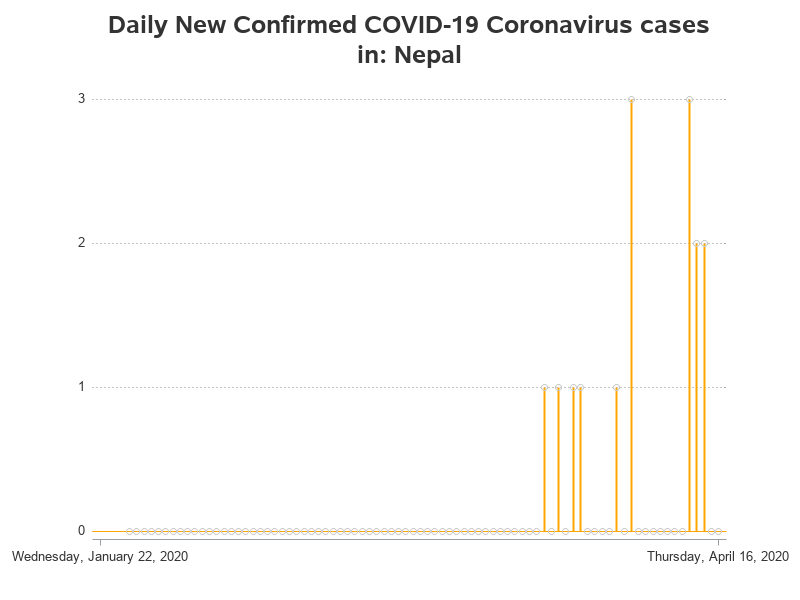 Daily New Confirmed COVID-19 Coronavirus cases
in: Nepal
3
2
1
0
Wednesday, January 22, 2020
Thursday, April 16, 2020